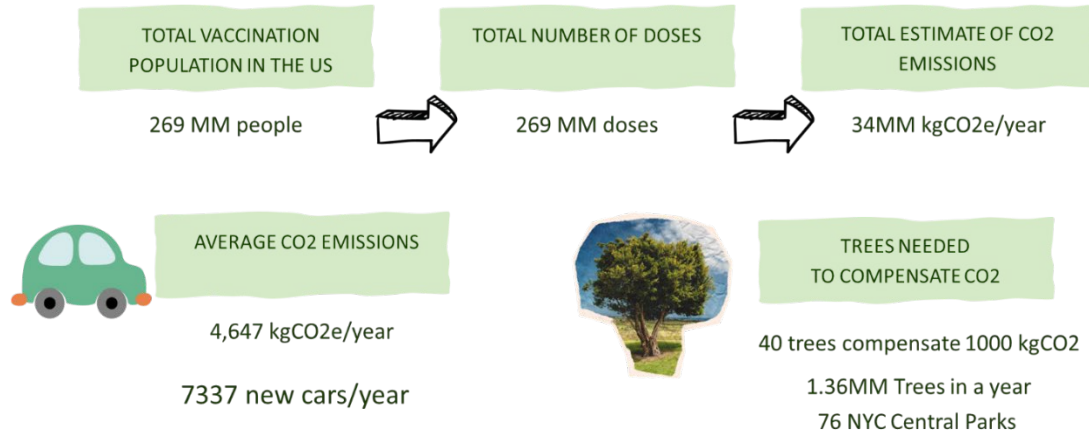 TOTAL VACCINATION
POPULATION IN THE US
269 MM people
TOTAL NUMBER OF DOSES
269 MM doses
TOTAL ESTIMATE OF CO2
EMISSIONS
34MM kgCO2e/year
AVERAGE CO2 EMISSIONS
4,647 kgCO2e/year
7337 new cars/year
TREES NEEDED
TO COMPENSATE CO2
40 trees compensate 1000 kgCO2
1.36MM Trees in a year
76 NYC Central Parks